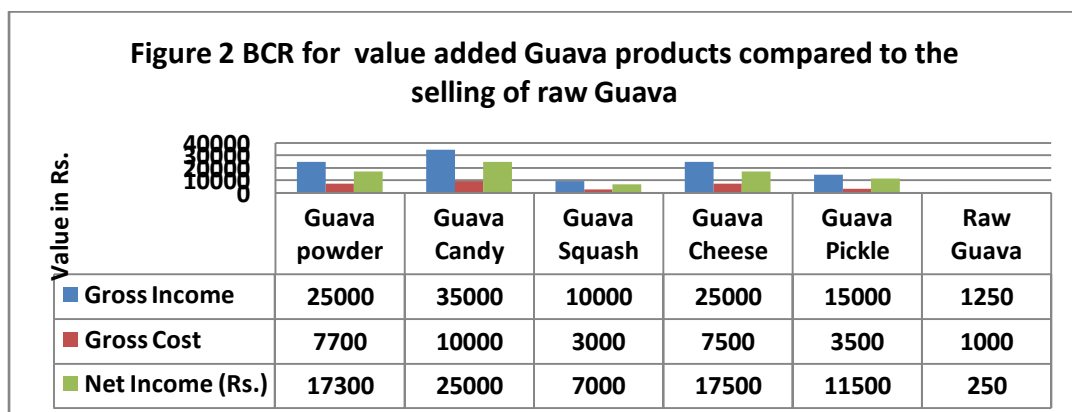 Figure 2 BCR for  value added Guava products compared to the
selling of raw Guava
Value in Rs.
40000
30000
20000
10000
0
Guava powder Guava Candy Guava Squash Guava Cheese Guava Pickle Raw Guava
Gross Income 25000 35000 10000 25000 15000 1250
Gross Cost 7700 10000 3000 7500 3500 1000
Net Income (Rs.) 17300 25000 7000 17500 11500 250